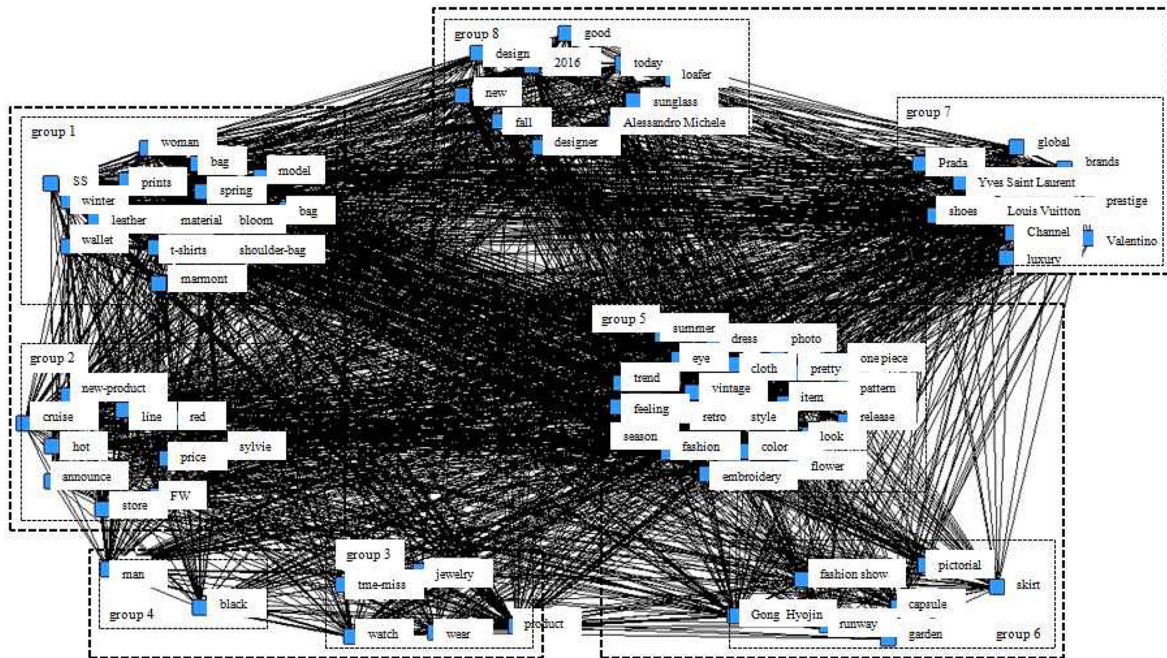 group 8
good
design
2016
today
loafer
new
sunglass
fall
Alessandro Michele
designer
group 1
woman
bag
model
SS
prints
spring
winter
leather
material
bloom
bag
wallet
t-shirts
shoulder-bag
marmont
group 7
global
Prada
brands
Yves Saint Laurent
prestige
shoes
Louis Vuitton
Channel
Valentino
luxury
group 2
new-product
cruise
line
red
hot
sylvie
price
announce
FW
store
group 5
summer
dress
photo
eye
cloth
pretty
one piece
trend
vintage
item
pattern
feeling
retro
style
release
season
fashion
color
look
embroidery
flower
group 3
man
jewelry
tme-miss
black
group 4
watch
wear
product
pictorial
fashion show
skirt
capsule
Gong Hyojin
runway
garden
group 6